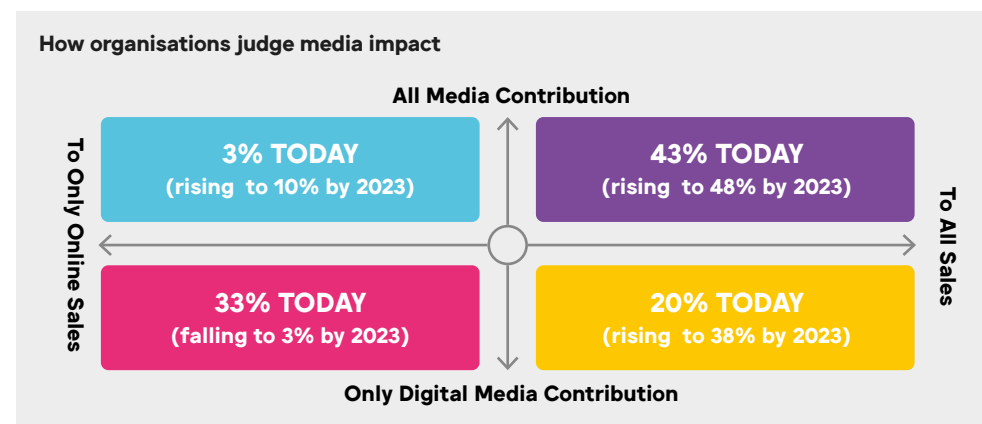 How organisations judge media impact
All Media Contribution
To Only Online Sales
3% TODAY
(rising to 10% by 2023)
43% TODAY
(rising to 48% by 2023)
To All Sales
33% TODAY
(falling to 3% by 2023)
20% TODAY
(rising to 38% by 2023)
Only Digital Media Contribution